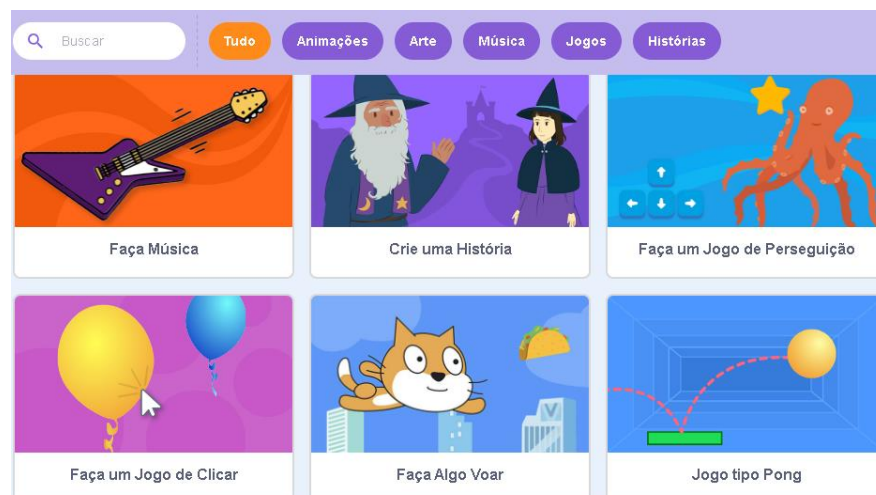 Buscar
Tudo
Animações
Arte
Música
Jogos
Histórias
Faça Música
Crie uma História
Faça um Jogo de Perseguição
Faça um Jogo de Clicar
Faça Algo Voar
Jogo tipo Pong